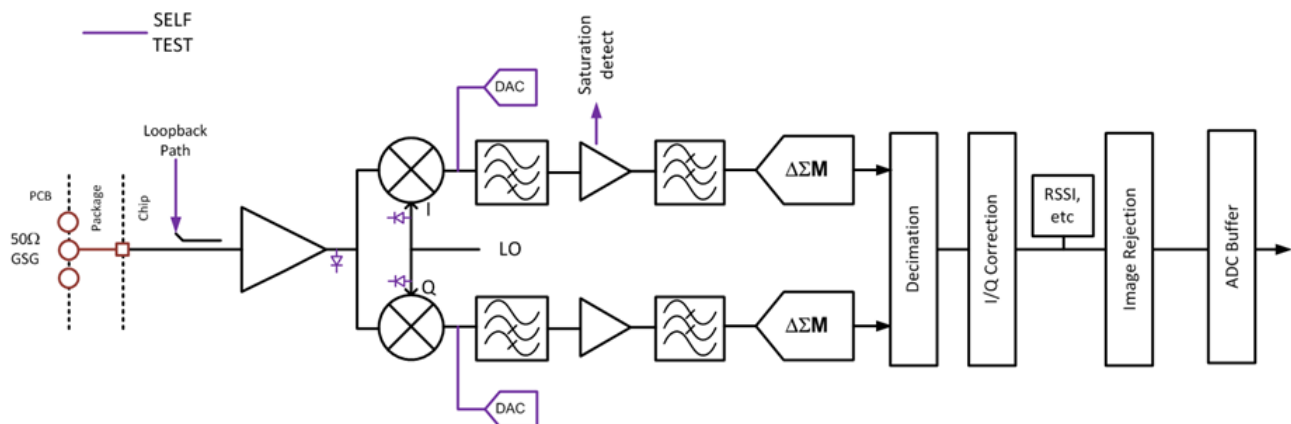 SELF
TEST
Saturation
detect
DAC
Loopback
Path
PCB
Package
Chip
50Ω
GSG
I
LO
Q
ΔΣM
ΔΣM
Decimation
I/Q Correction
RSSI,
etc
Image Rejection
ADC Buffer
DAC